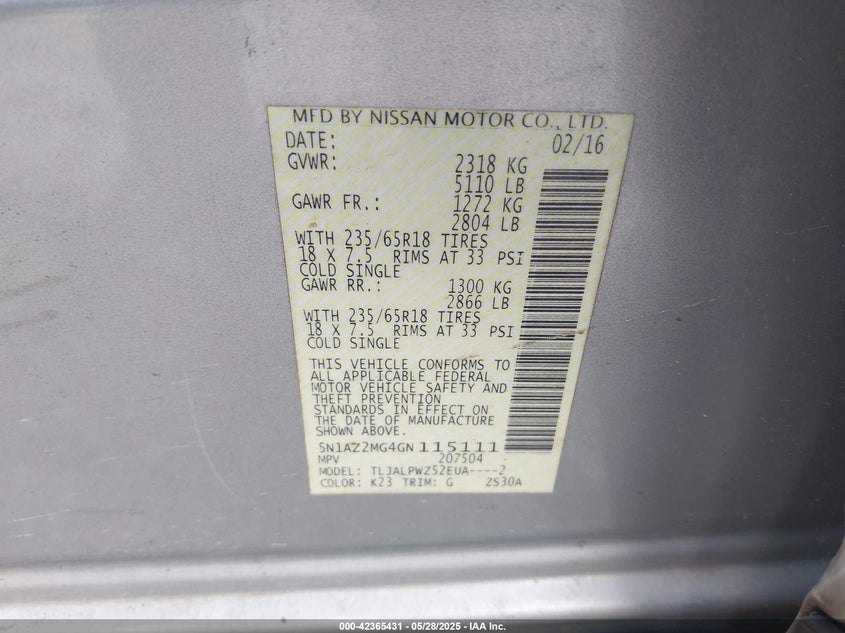 MFD BY NISSAN MOTOR CO., LTD.
DATE: 02/16
GVWR: 2318 KG
5110 LB
GAWR FR.: 1272 KG
2804 LB
WITH 235/65R18 TIRES
18 X 7.5 RIMS AT 33 PSI
COLD SINGLE
GAWR RR.: 1300 KG
2866 LB
WITH 235/65R18 TIRES
18 X 7.5 RIMS AT 33 PSI
COLD SINGLE
THIS VEHICLE CONFORMS TO
ALL APPLICABLE FEDERAL
MOTOR VEHICLE SAFETY AND
THEFT PREVENTION
STANDARDS IN EFFECT ON
THE DATE OF MANUFACTURE
SHOWN ABOVE.
5N1AZ2MG4GN115111
MPV 207504
MODEL: TLJALPWZ52EUA----2
COLOR: K23 TRIM: G ZS30A
000-42365431 - 05/28/2025 - IAA Inc.